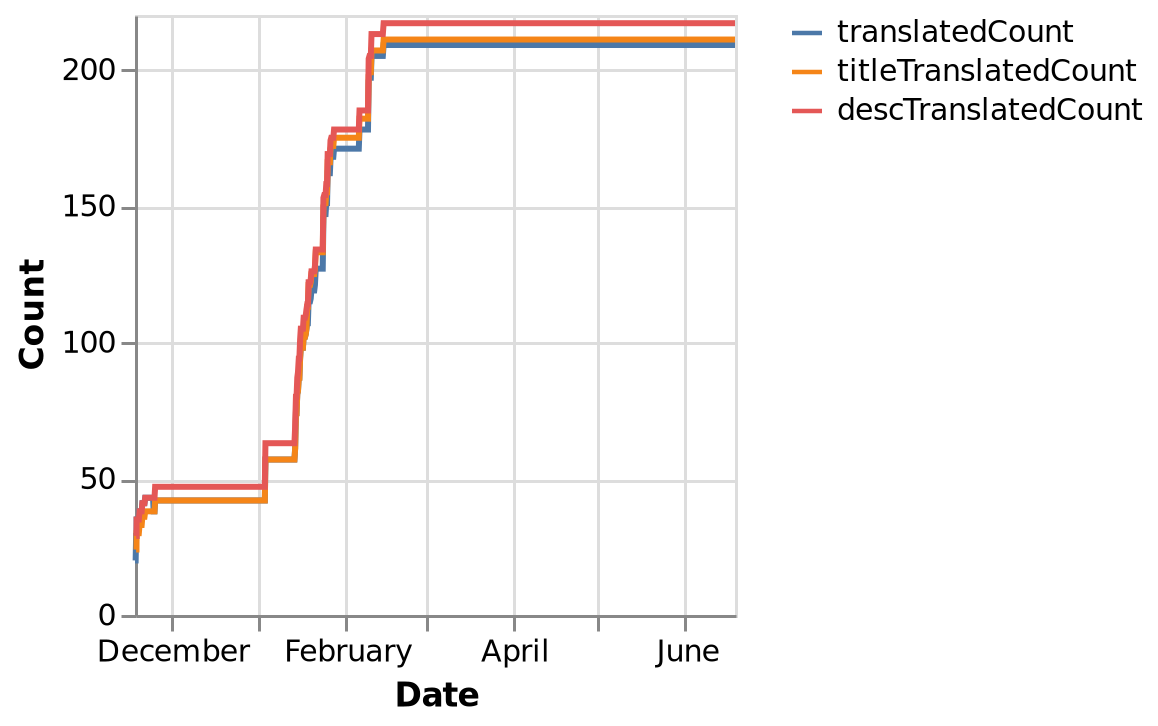 translatedCount
titleTranslatedCount
descTranslatedCount
200
150
100
50
0
Count
December February April June
Date